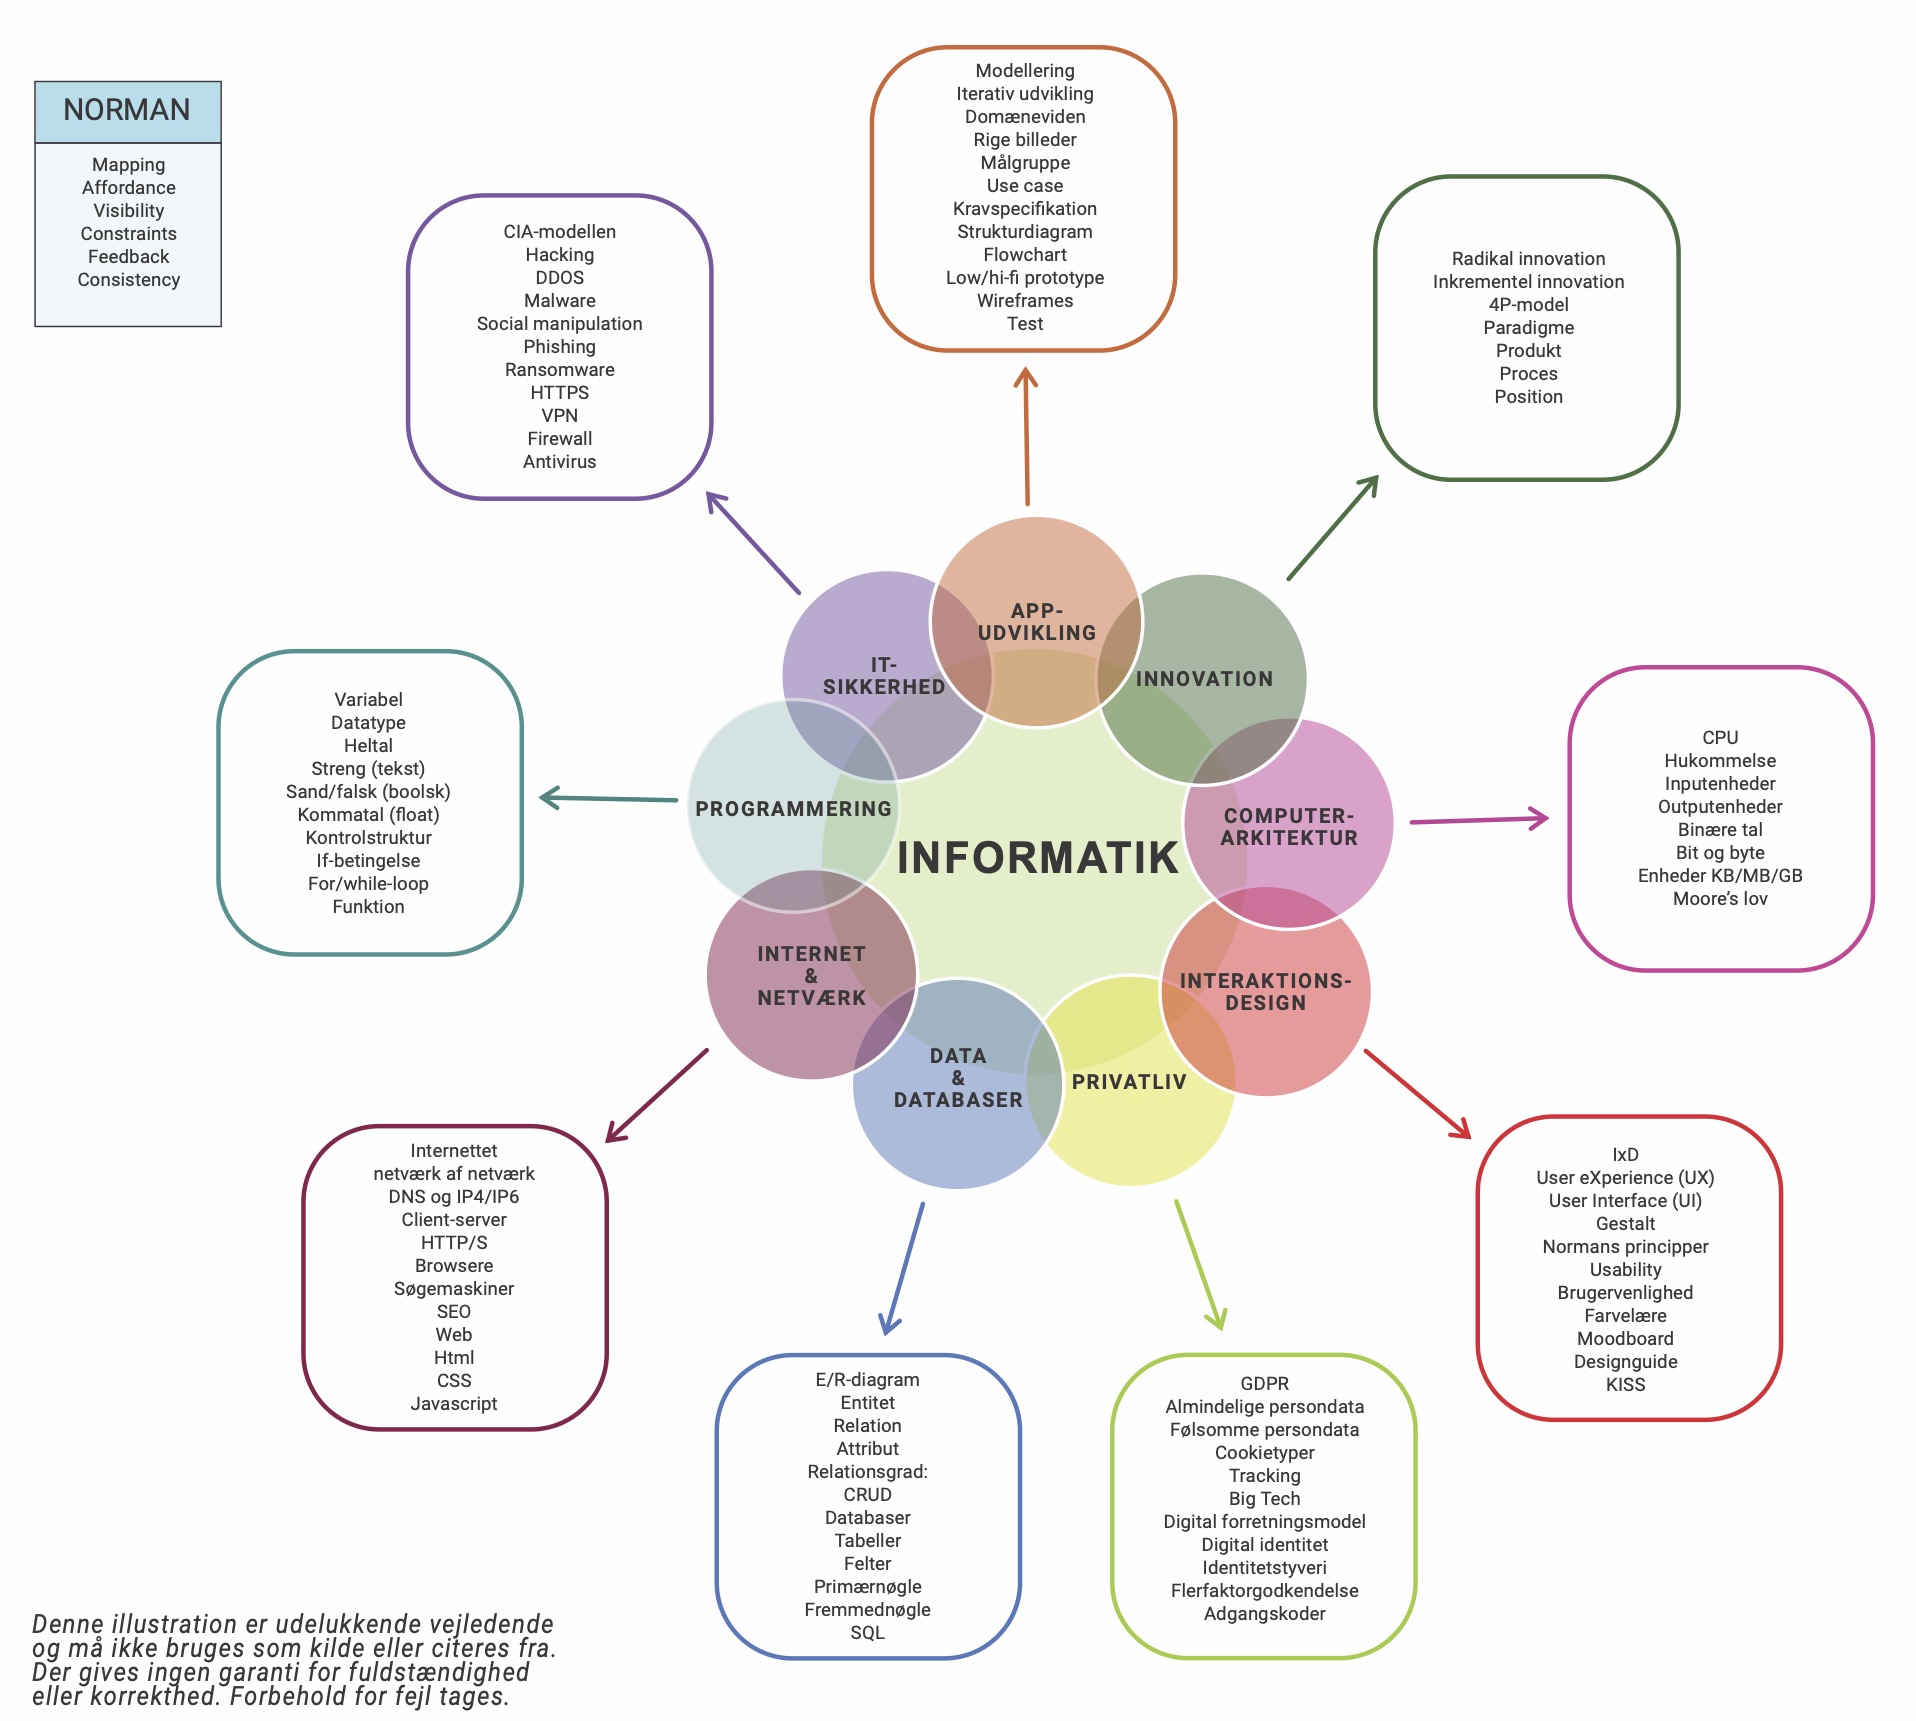 NORMAN
Mapping
Affordance
Visibility
Constraints
Feedback
Consistency
CIA-modellen
Hacking
DDOS
Malware
Social manipulation
Phishing
Ransomware
HTTPS
VPN
Firewall
Antivirus
Modellering
Iterativ udvikling
Domæneviden
Rige billeder
Målgruppe
Use case
Kravspecifikation
Strukturdiagram
Flowchart
Low/hi-fi prototype
Wireframes
Test
Radikal innovation
Inkrementel innovation
4P-model
Paradigme
Produkt
Proces
Position
APP-
UDVIKLING
IT-
SIKKERHED
INNOVATION
PROGRAMMERING
COMPUTER-
ARKITEKTUR
INFORMATIK
INTERNET
&
NETVÆRK
INTERAKTIONS-
DESIGN
DATA
&
DATABASER
PRIVATLIV
Variabel
Datatype
Heltal
Streng (tekst)
Sand/falsk (boolsk)
Kommatal (float)
Kontrolstruktur
If-betingelse
For/while-loop
Funktion
CPU
Hukommelse
Inputenheder
Outputenheder
Binære tal
Bit og byte
Enheder KB/MB/GB
Moore’s lov
Internettet
netværk af netværk
DNS og IP4/IP6
Client-server
HTTP/S
Browsere
Søgemaskiner
SEO
Web
Html
CSS
Javascript
IxD
User eXperience (UX)
User Interface (UI)
Gestalt
Normans principper
Usability
Brugervenlighed
Farvelære
Moodboard
Designguide
KISS
E/R-diagram
Entitet
Relation
Attribut
Relationsgrad:
CRUD
Databaser
Tabeller
Felter
Primærnøgle
Fremmednøgle
SQL
GDPR
Almindelige persondata
Følsomme persondata
Cookietyper
Tracking
Big Tech
Digital forretningsmodel
Digital identitet
Identitetstyveri
Flerfaktorgodkendelse
Adgangskoder
Denne illustration er udelukkende vejledende
og må ikke bruges som kilde eller citeres fra.
Der gives ingen garanti for fuldstændighed
eller korrekthed. Forbehold for fejl tages.